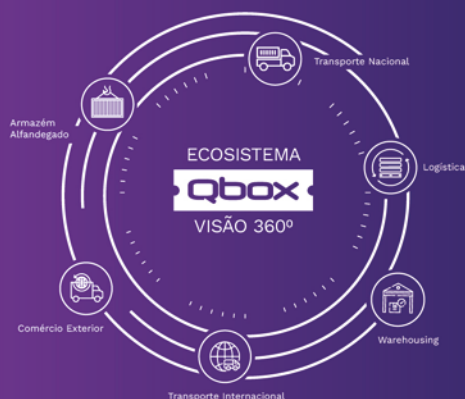 Transporte Nacional
Armazém
Alfandegado
ECOSISTEMA
Qbox
VISÃO 360º
Logística
Comércio Exterior
Warehousing
Transporte Internacional